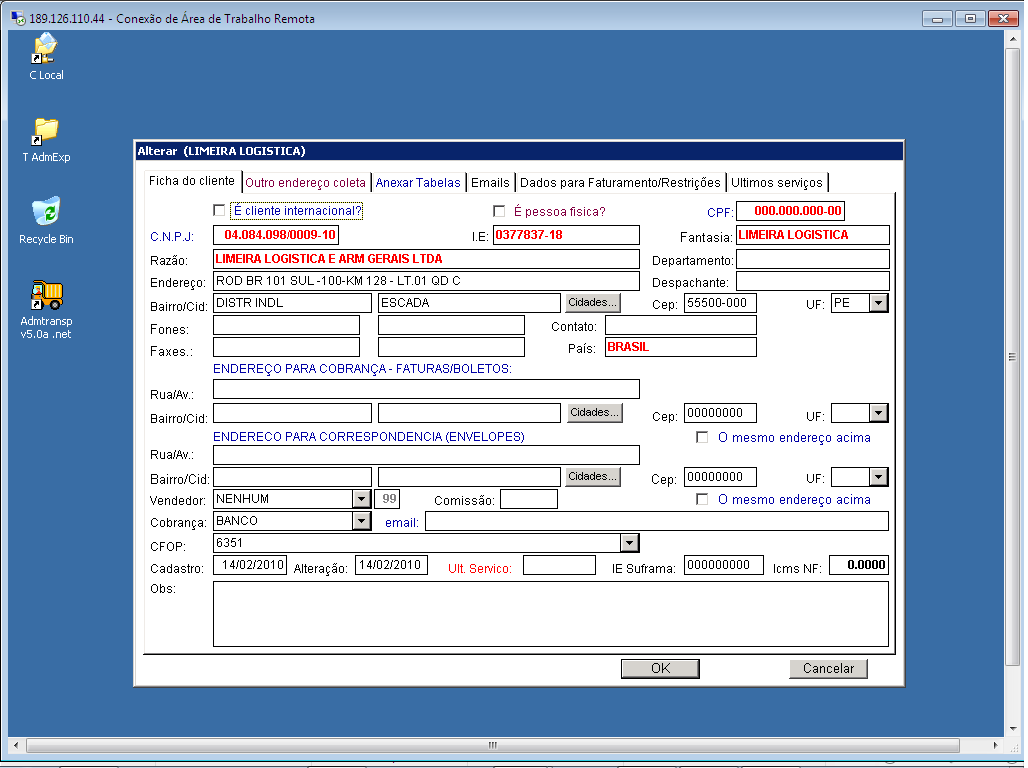 189.126.110.44 - Conexão de Área de Trabalho Remota
C Local
T AdmExp
Recycle Bin
Admtransp
v5.0a .net
Alterar (LIMEIRA LOGISTICA)
Ficha do cliente Outro endereço coleta Anexar Tabelas Emails Dados para Faturamento/Restrições Ultimos serviços
É cliente internacional? É pessoa fisica? CPF: 000.000.000-00
C.N.P.J: 04.084.098/0009-10 I.E: 0377837-18 Fantasia: LIMEIRA LOGISTICA
Razão: LIMEIRA LOGISTICA E ARM GERAIS LTDA Departamento:
Endereço: ROD BR 101 SUL -100-KM 128 - LT.01 QD C Despachante:
Bairro/Cid: DISTR INDL ESCADA Cidades... Cep: 55500-000 UF: PE
Fones: Contato:
Faxes.: País: BRASIL
ENDEREÇO PARA COBRANÇA - FATURAS/BOLETOS:
Rua/Av.:
Bairro/Cid: Cidades... Cep: 00000000 UF:
ENDERECO PARA CORRESPONDENCIA (ENVELOPES) O mesmo endereço acima
Rua/Av.:
Bairro/Cid: Cidades... Cep: 00000000 UF:
Vendedor: NENHUM 99 Comissão: O mesmo endereço acima
Cobrança: BANCO email:
CFOP: 6351
Cadastro: 14/02/2010 Alteração: 14/02/2010 Ult. Servico: IE Suframa: 000000000 Icms NF: 0.0000
Obs:
OK Cancelar